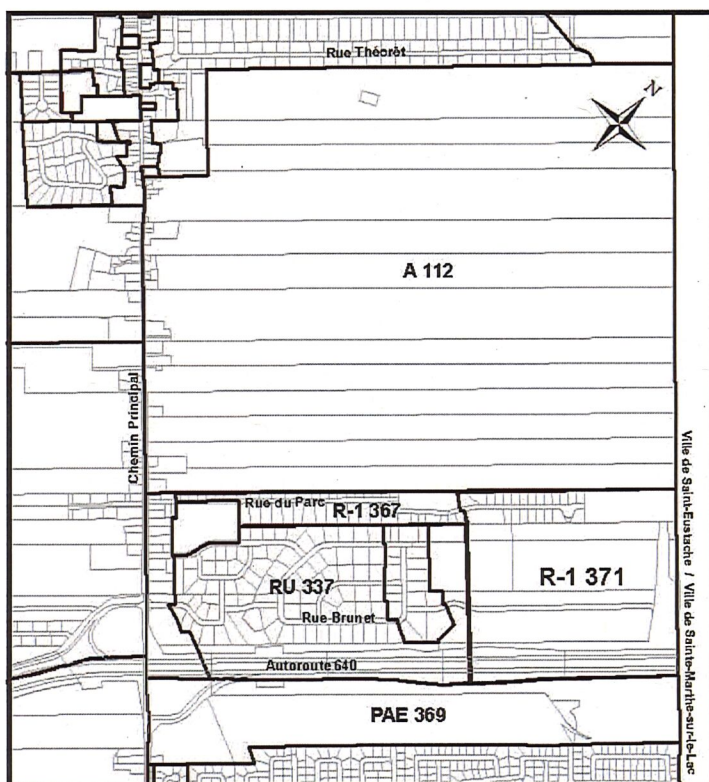 Rue Théorêt
N
A 112
Chemin Principal
Ville de Saint-Eustache / Ville de Sainte-Marthe-sur-le-Lac
Rue du Parc
R-1 367
R-1 371
RU 337
Rue Brunet
Autoroute 640
PAE 369